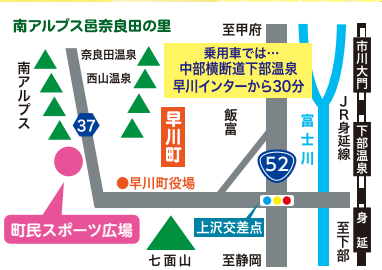 南アルプス邑奈良田の里
至甲府
奈良田温泉
西山温泉
乗用車では…
中部横断道下部温泉
早川インターから30分
南アルプス
37
早川町
飯富
富士川
JR身延線
市川大門
下部温泉
身延
52
早川町役場
町民スポーツ広場
上沢交差点
七面山
至静岡
至下部